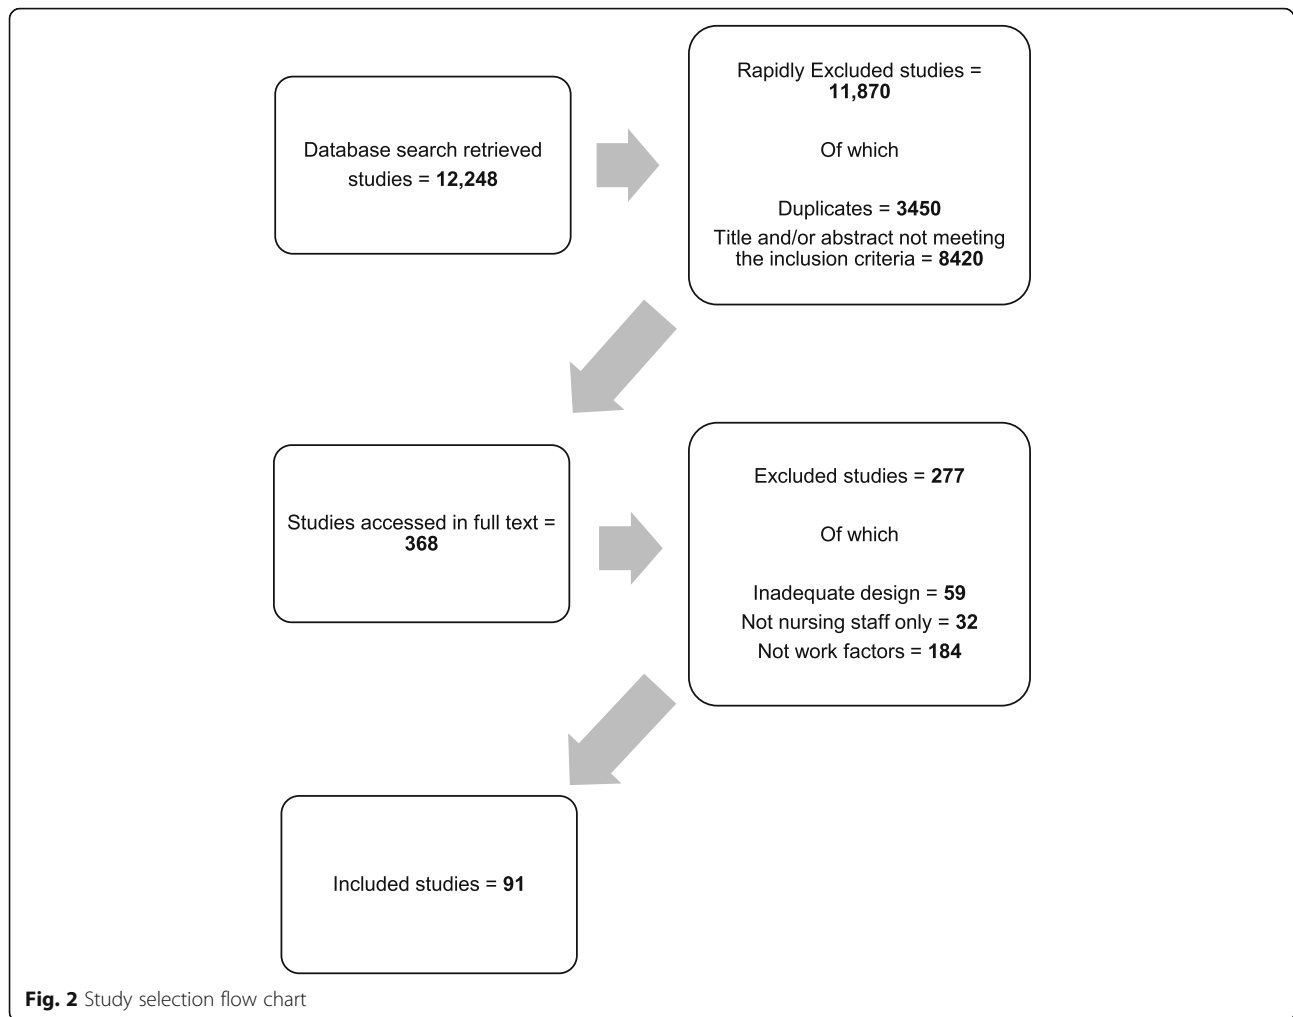 Database search retrieved
studies = 12,248
Rapidly Excluded studies =
11,870
Of which
Duplicates = 3450
Title and/or abstract not meeting
the inclusion criteria = 8420
Studies accessed in full text =
368
Excluded studies = 277
Of which
Inadequate design = 59
Not nursing staff only = 32
Not work factors = 184
Included studies = 91
Fig. 2 Study selection flow chart